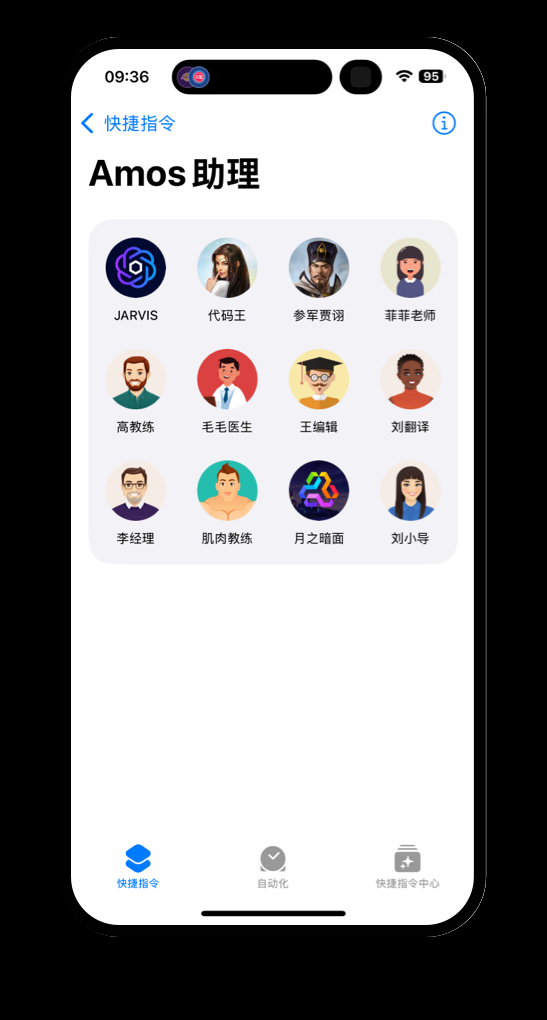 09:36
95
快捷指令
Amos 助理
JARVIS 代码王 参军贾诩 菲菲老师
高教练 毛毛医生 王编辑 刘翻译
李经理 肌肉教练 月之暗面 刘小导
快捷指令 自动化 快捷指令中心